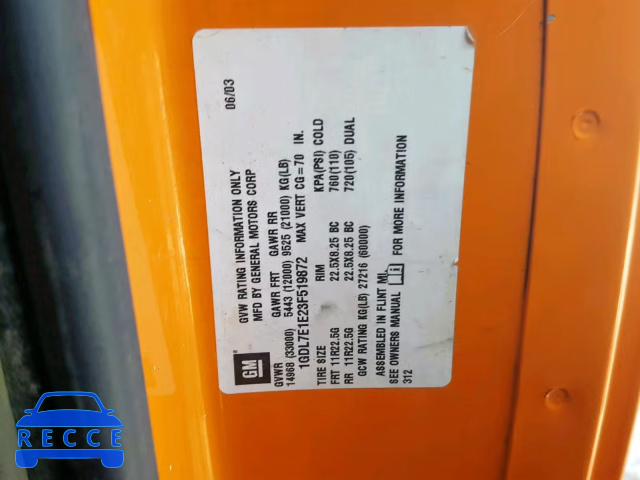 06/03
GVW RATING INFORMATION ONLY
MFD BY GENERAL MOTORS CORP
GM
GVWR GAWR FRT GAWR RR
14968 (33000) 5443 (12000) 9525 (21000) KG(LB)
1GDL7E1E23F519672 MAX VERT CG=70 IN.
TIRE SIZE RIM KPA(PSI) COLD
FRT 11R22.5G 22.5X8.25 BC 760(110)
RR 11R22.5G 22.5X8.25 BC 720(105) DUAL
GCW RATING KG(LB) 27216 (60000)
ASSEMBLED IN FLINT MI.
SEE OWNERS MANUAL FOR MORE INFORMATION
312
RECCE